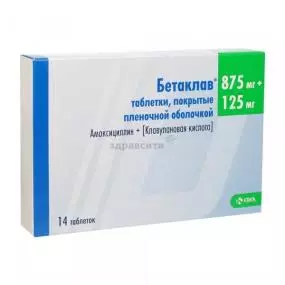 Бетаклав®
875 мг +
125 мг
таблетки, покрытые
пленочной оболочкой
Амоксициллин + [Клавулановая кислота]
здравсити
14 таблеток
KRKA